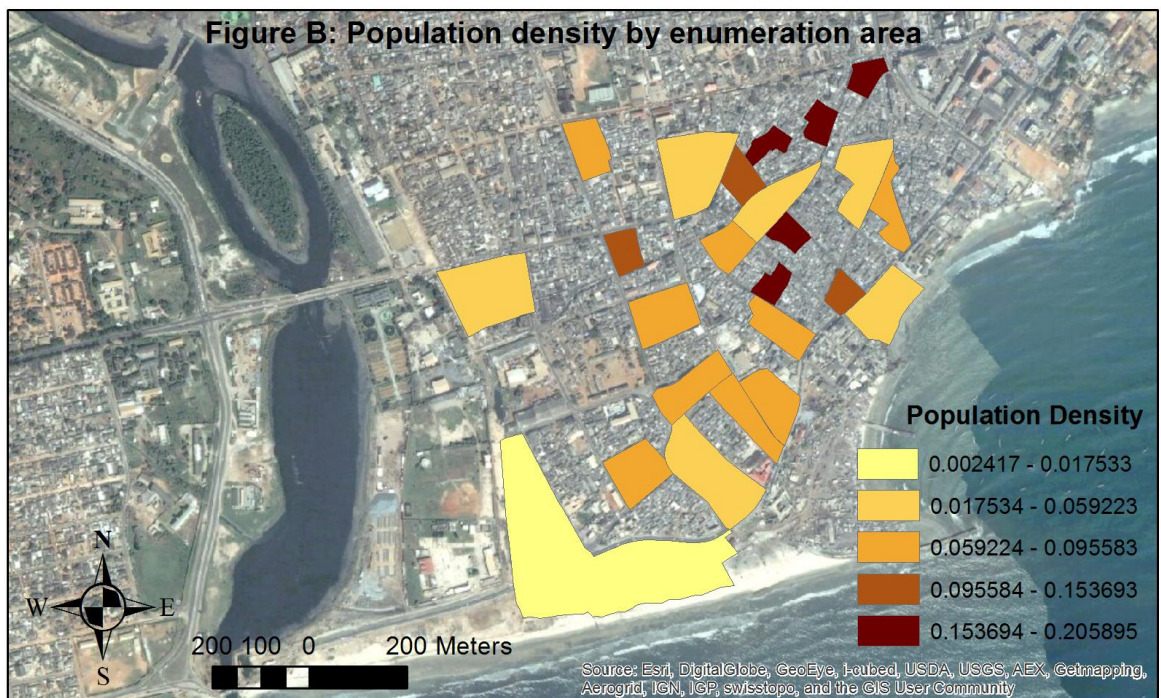 Figure B: Population density by enumeration area
Population Density
0.002417 - 0.017533
0.017534 - 0.059223
0.059224 - 0.095583
0.095584 - 0.153693
0.153694 - 0.205895
N
W E
S
200 100 0 200 Meters
Source: Esri, DigitalGlobe, GeoEye, i-cubed, USDA, USGS, AEX, Getmapping,
Aerogrid, IGN, IGP, swisstopo, and the GIS User Community